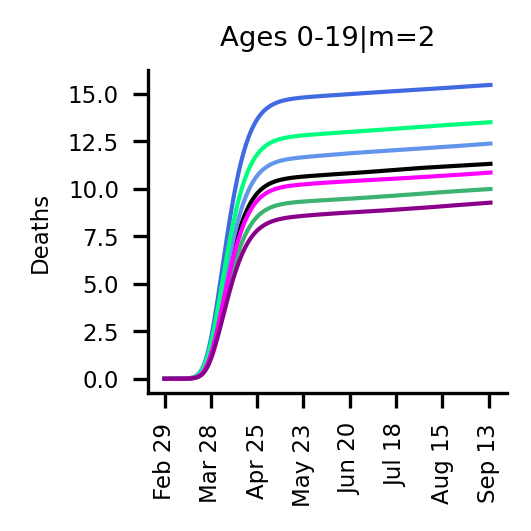 Ages 0-19|m=2
Deaths
15.0
12.5
10.0
7.5
5.0
2.5
0.0
Feb 29
Mar 28
Apr 25
May 23
Jun 20
Jul 18
Aug 15
Sep 13